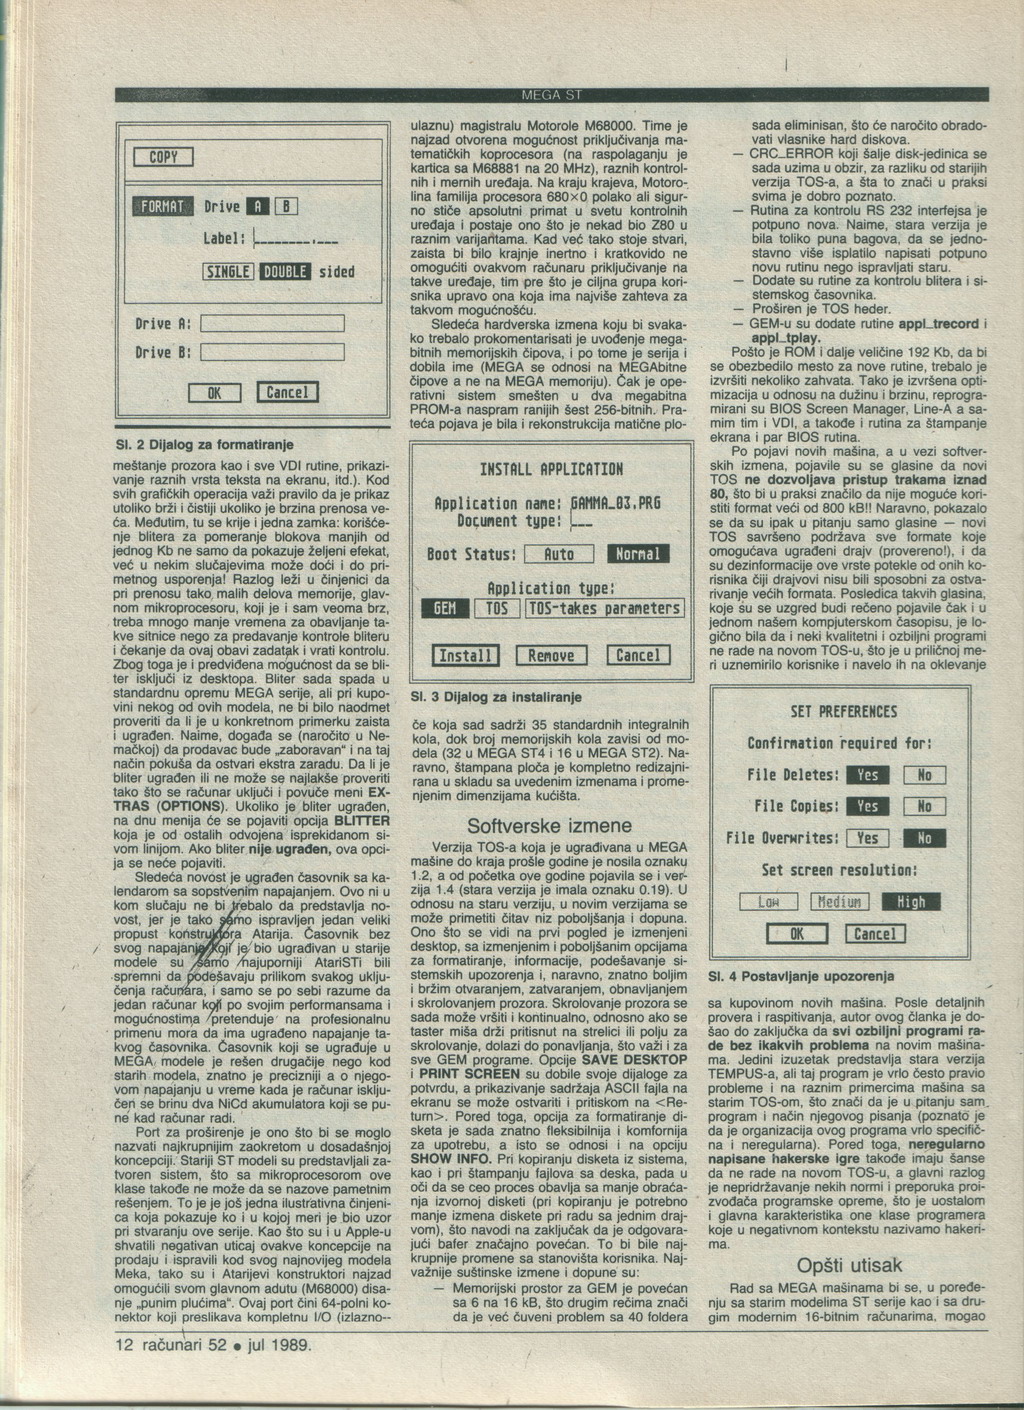 MEGA ST
COPY
FORMAT Drive A B
Label: ________.___
SINGLE DOUBLE sided
Drive A:
Drive B:
OK Cancel
Sl. 2 Dijalog za formatiranje
meštanje prozora kao i sve VDI rutine, prikazi-
vanje raznih vrsta teksta na ekranu, itd.). Kod
svih grafičkih operacija važi pravilo da je prikaz
utoliko brži i čistiji ukoliko je brzina prenosa ve-
ća. Međutim, tu se krije i jedna zamka: korišće-
nje blitera za pomeranje blokova manjih od
jednog Kb ne samo da pokazuje željeni efekat,
već u nekim slučajevima može doći i do pri-
metnog usporenja! Razlog leži u činjenici da
pri prenosu tako malih delova memorije, glav-
nom mikroprocesoru, koji je i sam veoma brz,
treba mnogo manje vremena za obavljanje ta-
kve sitnice nego za predavanje kontrole bliteru
i čekanje da ovaj obavi zadatak i vrati kontrolu.
Zbog toga je i predviđena mogućnost da se bli-
ter isključi iz desktopa. Bliter sada spada u
standardnu opremu MEGA serije, ali pri kupo-
vini nekog od ovih modela, ne bi bilo naodmet
proveriti da li je u konkretnom primerku zaista
i ugrađen. Naime, događa se (naročito u Ne-
mačkoj) da prodavac bude „zaboravan“ i na taj
način pokuša da ostvari ekstra zaradu. Da li je
bliter ugrađen ili ne može se najlakše proveriti
tako što se računar uključi i povuče meni EX-
TRAS (OPTIONS). Ukoliko je bliter ugrađen,
na dnu menija će se pojaviti opcija BLITTER
koja je od ostalih odvojena isprekidanom si-
vom linijom. Ako bliter nije ugrađen, ova opci-
ja se neće pojaviti.
Sledeća novost je ugrađen časovnik sa ka-
lendarom sa sopstvenim napajanjem. Ovo ni u
kom slučaju ne bi trebalo da predstavlja no-
vost, jer je tako samo ispravljen jedan veliki
propust konstruktora Atarija. Časovnik bez
svog napajanja koji je bio ugrađivan u starije
modele su samo najuporniji AtariSTi bili
spremni da podešavaju prilikom svakog uklju-
čenja računara, i samo se po sebi razume da
jedan računar koji po svojim performansama i
mogućnostima pretenduje na profesionalnu
primenu mora da ima ugrađeno napajanje ta-
kvog časovnika. Časovnik koji se ugrađuje u
MEGA modele je rešen drugačije nego kod
starih modela, znatno je precizniji a o njego-
vom napajanju u vreme kada je računar isklju-
čen se brinu dva NiCd akumulatora koji se pu-
ne kad računar radi.
Port za proširenje je ono što bi se moglo
nazvati najkrupnijim zaokretom u dosadašnjoj
koncepciji. Stariji ST modeli su predstavljali za-
tvoren sistem, što sa mikroprocesorom ove
klase takođe ne može da se nazove pametnim
rešenjem. To je je još jedna ilustrativna činjeni-
ca koja pokazuje ko i u kojoj meri je bio uzor
pri stvaranju ove serije. Kao što su i u Apple-u
shvatili negativan uticaj ovakve koncepcije na
prodaju i ispravili kod svog najnovijeg modela
Meka, tako su i Atarijevi konstruktori najzad
omogućili svom glavnom adutu (M68000) disa-
nje „punim plućima“. Ovaj port čini 64-polni ko-
nektor koji preslikava kompletnu I/O (izlazno-
ulaznu) magistralu Motorole M68000. Time je
najzad otvorena mogućnost priključivanja ma-
tematičkih koprocesora (na raspolaganju je
kartica sa M68881 na 20 MHz), raznih kontrol-
nih i mernih uređaja. Na kraju krajeva, Motoro-
lina familija procesora 680x0 polako ali sigur-
no stiče apsolutni primat u svetu kontrolnih
uređaja i postaje ono što je nekad bio Z80 u
raznim varijantama. Kad već tako stoje stvari,
zaista bi bilo krajnje inertno i kratkovido ne
omogućiti ovakvom računaru priključivanje na
takve uređaje, tim pre što je ciljna grupa kori-
snika upravo ona koja ima najviše zahteva za
takvom mogućnošću.
Sledeća hardverska izmena koju bi svaka-
ko trebalo prokomentarisati je uvođenje mega-
bitnih memorijskih čipova, i po tome je serija i
dobila ime (MEGA se odnosi na MEGAbitne
čipove a ne na MEGA memoriju). Čak je ope-
rativni sistem smešten u dva megabitna
PROM-a naspram ranijih šest 256-bitnih. Pra-
teća pojava je bila i rekonstrukcija matične plo-
INSTALL APPLICATION
Application name: GAMMA_03.PRG
Document type: ___
Boot Status: Auto Normal
Application type:
GEM TOS TOS-takes parameters
Install Remove Cancel
Sl. 3 Dijalog za instaliranje
če koja sad sadrži 35 standardnih integralnih
kola, dok broj memorijskih kola zavisi od mo-
dela (32 u MEGA ST4 i 16 u MEGA ST2). Na-
ravno, štampana ploča je kompletno redizajni-
rana u skladu sa uvedenim izmenama i prome-
njenim dimenzijama kućišta.
Softverske izmene
Verzija TOS-a koja je ugrađivana u MEGA
mašine do kraja prošle godine je nosila oznaku
1.2, a od početka ove godine pojavila se i ver-
zija 1.4 (stara verzija je imala oznaku 0.19). U
odnosu na staru verziju, u novim verzijama se
može primetiti čitav niz poboljšanja i dopuna.
Ono što se vidi na prvi pogled je izmenjeni
desktop, sa izmenjenim i poboljšanim opcijama
za formatiranje, informacije, podešavanje si-
stemskih upozorenja i, naravno, znatno boljim
i bržim otvaranjem, zatvaranjem, obnavljanjem
i skrolovanjem prozora. Skrolovanje prozora se
sada može vršiti i kontinualno, odnosno ako se
taster miša drži pritisnut na strelici ili polju za
skrolovanje, dolazi do ponavljanja, što važi i za
sve GEM programe. Opcije SAVE DESKTOP
i PRINT SCREEN su dobile svoje dijaloge za
potvrdu, a prikazivanje sadržaja ASCII fajla na
ekranu se može ostvariti i pritiskom na <Re-
turn>. Pored toga, opcija za formatiranje di-
sketa je sada znatno fleksibilnija i komfornija
za upotrebu, a isto se odnosi i na opciju
SHOW INFO. Pri kopiranju disketa iz sistema,
kao i pri štampanju fajlova sa deska, pada u
oči da se ceo proces obavlja sa manje obraća-
nja izvornoj disketi (pri kopiranju je potrebno
manje izmena diskete pri radu sa jednim draj-
vom), što navodi na zaključak da je odgovara-
jući bafer značajno povećan. To bi bile naj-
krupnije promene sa stanovišta korisnika. Naj-
važnije suštinske izmene i dopune su:
— Memorijski prostor za GEM je povećan
sa 6 na 16 kB, što drugim rečima znači
da je već čuveni problem sa 40 foldera
sada eliminisan, što će naročito obrado-
vati vlasnike hard diskova.
— CRC_ERROR koji šalje disk-jedinica se
sada uzima u obzir, za razliku od starijih
verzija TOS-a, a šta to znači u praksi
svima je dobro poznato.
— Rutina za kontrolu RS 232 interfejsa je
potpuno nova. Naime, stara verzija je
bila toliko puna bagova, da se jedno-
stavno više isplatilo napisati potpuno
novu rutinu nego ispravljati staru.
— Dodate su rutine za kontrolu blitera i si-
stemskog časovnika.
— Proširen je TOS heder.
— GEM-u su dodate rutine appl_trecord i
appl_tplay.
Pošto je ROM i dalje veličine 192 Kb, da bi
se obezbedilo mesto za nove rutine, trebalo je
izvršiti nekoliko zahvata. Tako je izvršena opti-
mizacija u odnosu na dužinu i brzinu, reprogra-
mirani su BIOS Screen Manager, Line-A a sa-
mim tim i VDI, a takođe i rutina za štampanje
ekrana i par BIOS rutina.
Po pojavi novih mašina, a u vezi softver-
skih izmena, pojavile su se glasine da novi
TOS ne dozvoljava pristup trakama iznad
80, što bi u praksi značilo da nije moguće kori-
stiti format veći od 800 kB!! Naravno, pokazalo
se da su ipak u pitanju samo glasine — novi
TOS savršeno podržava sve formate koje
omogućava ugrađeni drajv (provereno!), i da
su dezinformacije ove vrste potekle od onih ko-
risnika čiji drajvovi nisu bili sposobni za ostva-
rivanje većih formata. Posledica takvih glasina,
koje su se uzgred budi rečeno pojavile čak i u
jednom našem kompjuterskom časopisu, je lo-
gično bila da i neki kvalitetni i ozbiljni programi
ne rade na novom TOS-u, što je u priličnoj me-
ri uznemirilo korisnike i navelo ih na oklevanje
SET PREFERENCES
Confirmation required for:
File Deletes: Yes No
File Copies: Yes No
File Overwrites: Yes No
Set screen resolution:
Low Medium High
OK Cancel
Sl. 4 Postavljanje upozorenja
sa kupovinom novih mašina. Posle detaljnih
provera i raspitivanja, autor ovog članka je do-
šao do zaključka da svi ozbiljni programi ra-
de bez ikakvih problema na novim mašina-
ma. Jedini izuzetak predstavlja stara verzija
TEMPUS-a, ali taj program je vrlo često pravio
probleme i na raznim primercima mašina sa
starim TOS-om, što znači da je u pitanju sam
program i način njegovog pisanja (poznato je
da je organizacija ovog programa vrlo specifič-
na i neregularna). Pored toga, neregularno
napisane hakerske igre takođe imaju šanse
da ne rade na novom TOS-u, a glavni razlog
je nepridržavanje nekih normi i preporuka proi-
zvođača programske opreme, što je uostalom
i glavna karakteristika one klase programera
koje u negativnom kontekstu nazivamo hakeri-
ma.
Opšti utisak
Rad sa MEGA mašinama bi se, u poređe-
nju sa starim modelima ST serije kao i sa dru-
gim modernim 16-bitnim računarima, mogao
12 računari 52 • jul 1989.